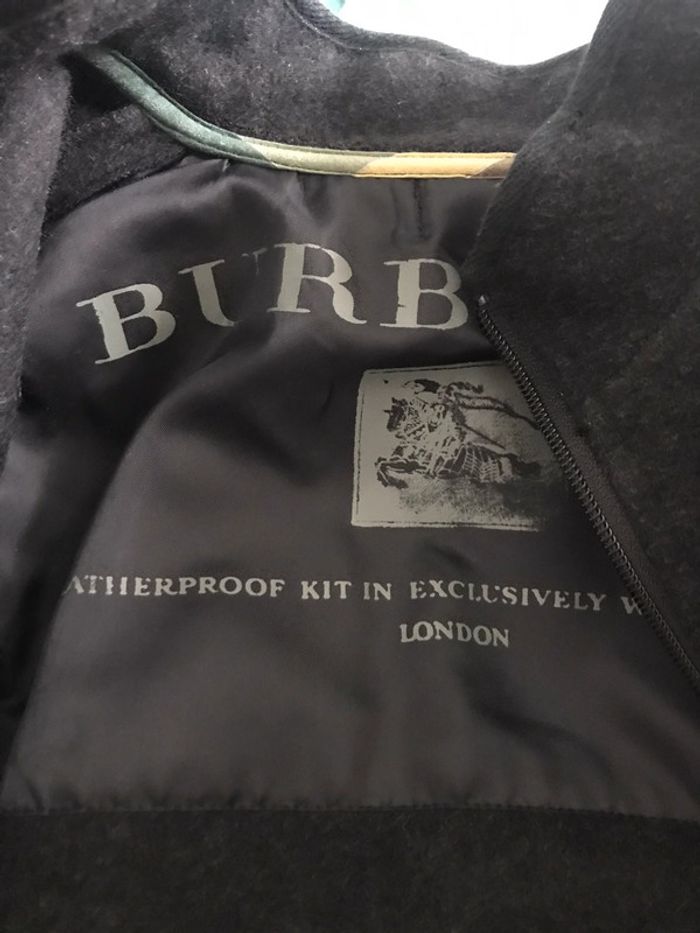 BURB
ATHERPROOF KIT IN EXCLUSIVELY W
LONDON